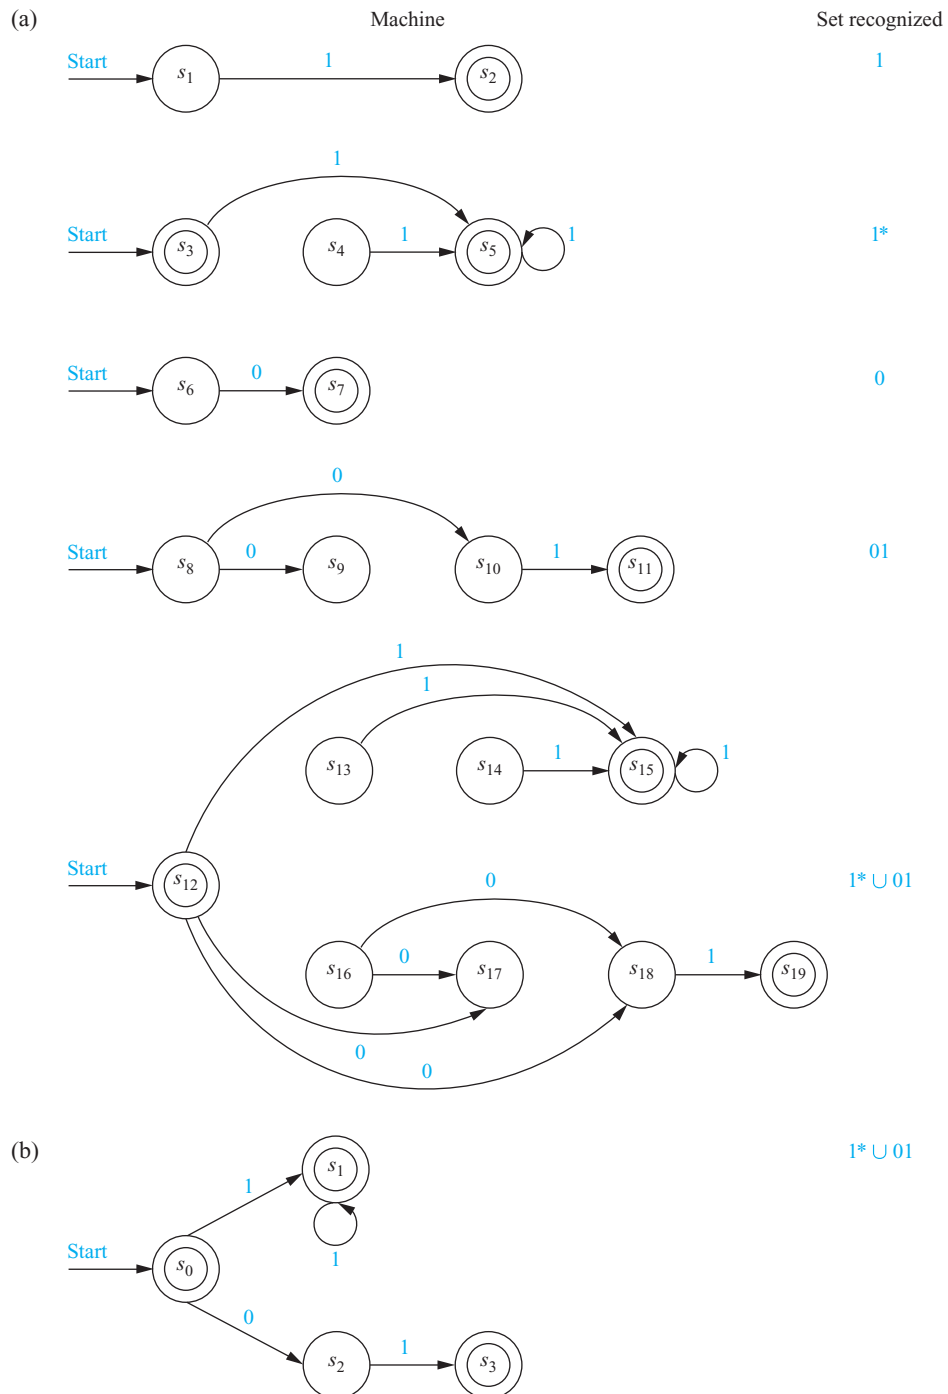 (a) Machine Set recognized
Start s1 1 s2 1
1
Start s3 s4 1 s5 1 1*
Start s6 0 s7 0
0
Start s8 0 s9 s10 1 s11 01
1
1
s13 s14 1 s15 1
Start s12 1* ∪ 01
0
s16 0 s17 s18 1 s19
0
0
(b) s1 1* ∪ 01
1
1
Start s0
0
s2 1 s3